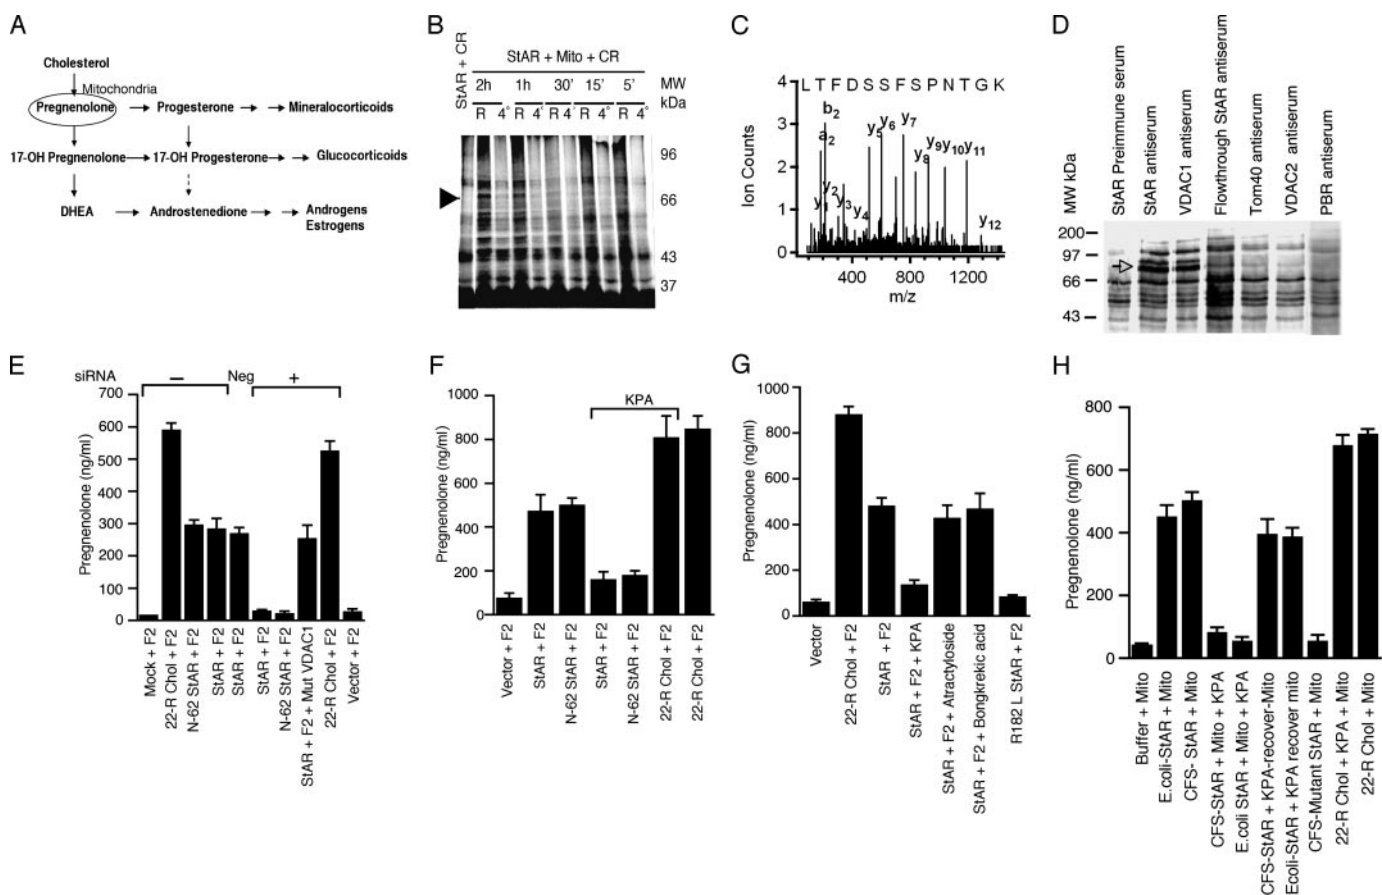 A
Cholesterol
Mitochondria
Pregnenolone
Progesterone
Mineralocorticoids
17-OH Pregnenolone
17-OH Progesterone
Glucocorticoids
DHEA
Androstenedione
Androgens
Estrogens
B
StAR + CR
StAR + Mito + CR
2h 1h 30' 15' 5' MW
kDa
R 4° R 4° R 4° R 4° R 4°
96
66
43
37
C
L T F D S S F S P N T G K
Ion Counts
4
3
2
1
0
b2
a2
y
y2
y3
y4
y5
y6
y7
y8
y9
y10
y11
y12
400 800 1200
m/z
D
MW kDa
StAR Preimmune serum
StAR antiserum
VDAC1 antiserum
Flowthrough StAR antiserum
Tom40 antiserum
VDAC2 antiserum
PBR antiserum
200
97
66
43
E
siRNA
– Neg +
Pregnenolone (ng/ml)
700
600
500
400
300
200
100
0
Mock + F2
22-R Chol + F2
N-62 StAR + F2
StAR + F2
StAR + F2
StAR + F2
N-62 StAR + F2
StAR + F2 + Mut VDAC1
22-R Chol + F2
Vector + F2
F
KPA
Pregnenolone (ng/ml)
1000
800
600
400
200
0
Vector + F2
StAR + F2
N-62 StAR + F2
StAR + F2
N-62 StAR + F2
22-R Chol + F2
22-R Chol + F2
G
Pregnenolone (ng/ml)
1000
800
600
400
200
0
Vector
22-R Chol + F2
StAR + F2
StAR + F2 + KPA
StAR + F2 + Atractyloside
StAR + F2 + Bongkrekic acid
R182 L StAR + F2
H
Pregnenolone (ng/ml)
800
600
400
200
0
Buffer + Mito
E.coli-StAR + Mito
CFS- StAR + Mito
CFS-StAR + Mito + KPA
E.coli StAR + Mito + KPA
CFS-StAR + KPA-recover-Mito
Ecoli-StAR + KPA recover mito
CFS-Mutant StAR + Mito
22-R Chol + KPA + Mito
22-R Chol + Mito